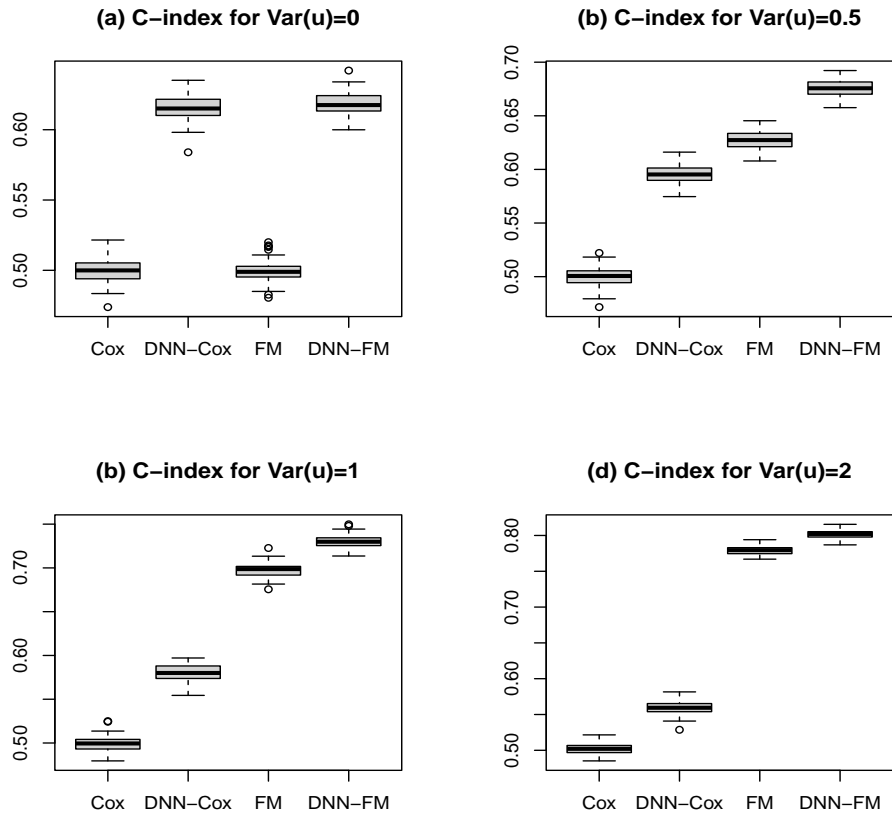 (a) C−index for Var(u)=0
0.60
0.55
0.50
Cox DNN−Cox FM DNN−FM
(b) C−index for Var(u)=0.5
0.70
0.65
0.60
0.55
0.50
Cox DNN−Cox FM DNN−FM
(b) C−index for Var(u)=1
0.70
0.60
0.50
Cox DNN−Cox FM DNN−FM
(d) C−index for Var(u)=2
0.80
0.70
0.60
0.50
Cox DNN−Cox FM DNN−FM